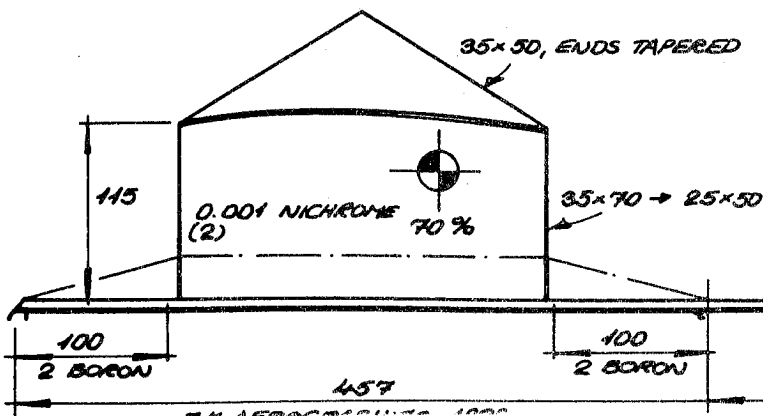 35×50, ENDS TAPERED
115
0.001 NICHROME
(2)
70 %
35×70 → 25×50
100
2 BORON
100
2 BORON
457